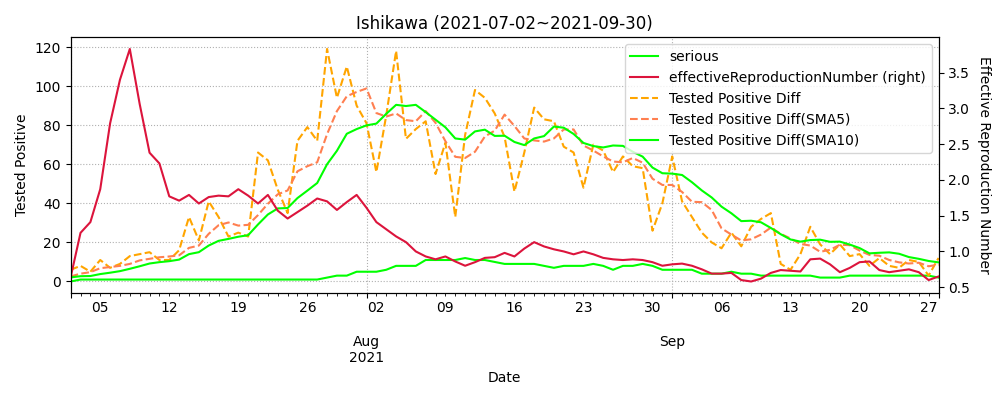 Ishikawa (2021-07-02~2021-09-30)
serious
effectiveReproductionNumber (right)
Tested Positive Diff
Tested Positive Diff(SMA5)
Tested Positive Diff(SMA10)
Tested Positive
120
100
80
60
40
20
0
Effective Reproduction Number
3.5
3.0
2.5
2.0
1.5
1.0
0.5
05 12 19 26 02 09 16 23 30 06 13 20 27
Aug Sep
2021
Date